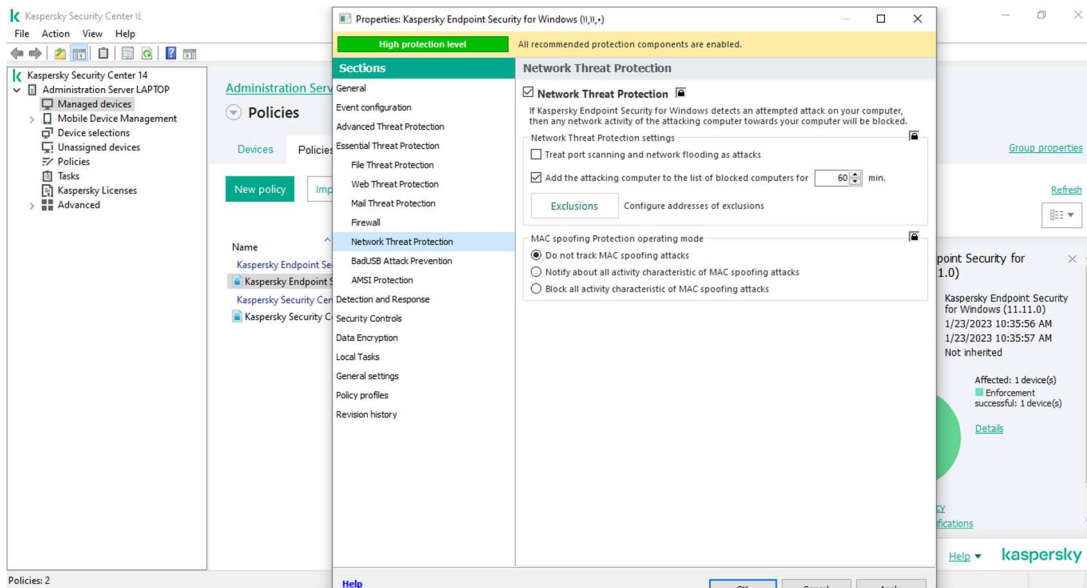 Kaspersky Security Center 1
File Action View Help
Kaspersky Security Center 14
Administration Server LAPTOP
Managed devices
Mobile Device Management
Device selections
Unassigned devices
Policies
Tasks
Kaspersky Licenses
Advanced
Policies: 2
Administration Serv
Policies
Devices Policies
New policy Imp
Name
Kaspersky Endpoint Se
Kaspersky Endpoint S
Kaspersky Security Cen
Kaspersky Security C
Properties: Kaspersky Endpoint Security for Windows
High protection level All recommended protection components are enabled.
Sections
General
Event configuration
Advanced Threat Protection
Essential Threat Protection
File Threat Protection
Web Threat Protection
Mail Threat Protection
Firewall
Network Threat Protection
BadUSB Attack Prevention
AMSI Protection
Detection and Response
Security Controls
Data Encryption
Local Tasks
General settings
Policy profiles
Revision history
Help
Network Threat Protection
Network Threat Protection
If Kaspersky Endpoint Security for Windows detects an attempted attack on your computer,
then any network activity of the attacking computer towards your computer will be blocked.
Network Threat Protection settings
Treat port scanning and network flooding as attacks
Add the attacking computer to the list of blocked computers for 60 min.
Exclusions Configure addresses of exclusions
MAC spoofing Protection operating mode
Do not track MAC spoofing attacks
Notify about all activity characteristic of MAC spoofing attacks
Block all activity characteristic of MAC spoofing attacks
OK Cancel Apply
Group properties
Refresh
point Security for
1.0)
Kaspersky Endpoint Security
for Windows (11.11.0)
1/23/2023 10:35:56 AM
1/23/2023 10:35:57 AM
Not inherited
Affected: 1 device(s)
Enforcement
successful: 1 device(s)
Details
cy
fications
Help kaspersky